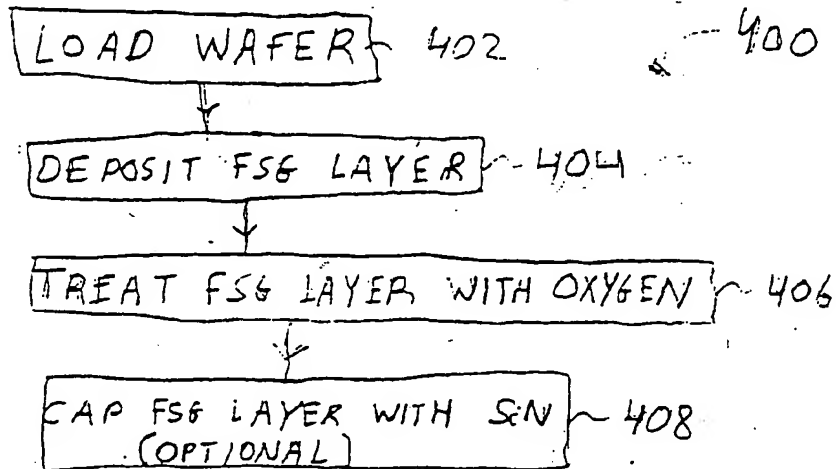 LOAD WAFER 402
400
DEPOSIT FSG LAYER 404
TREAT FSG LAYER WITH OXYGEN 406
CAP FSG LAYER WITH SiN 408
(OPTIONAL)